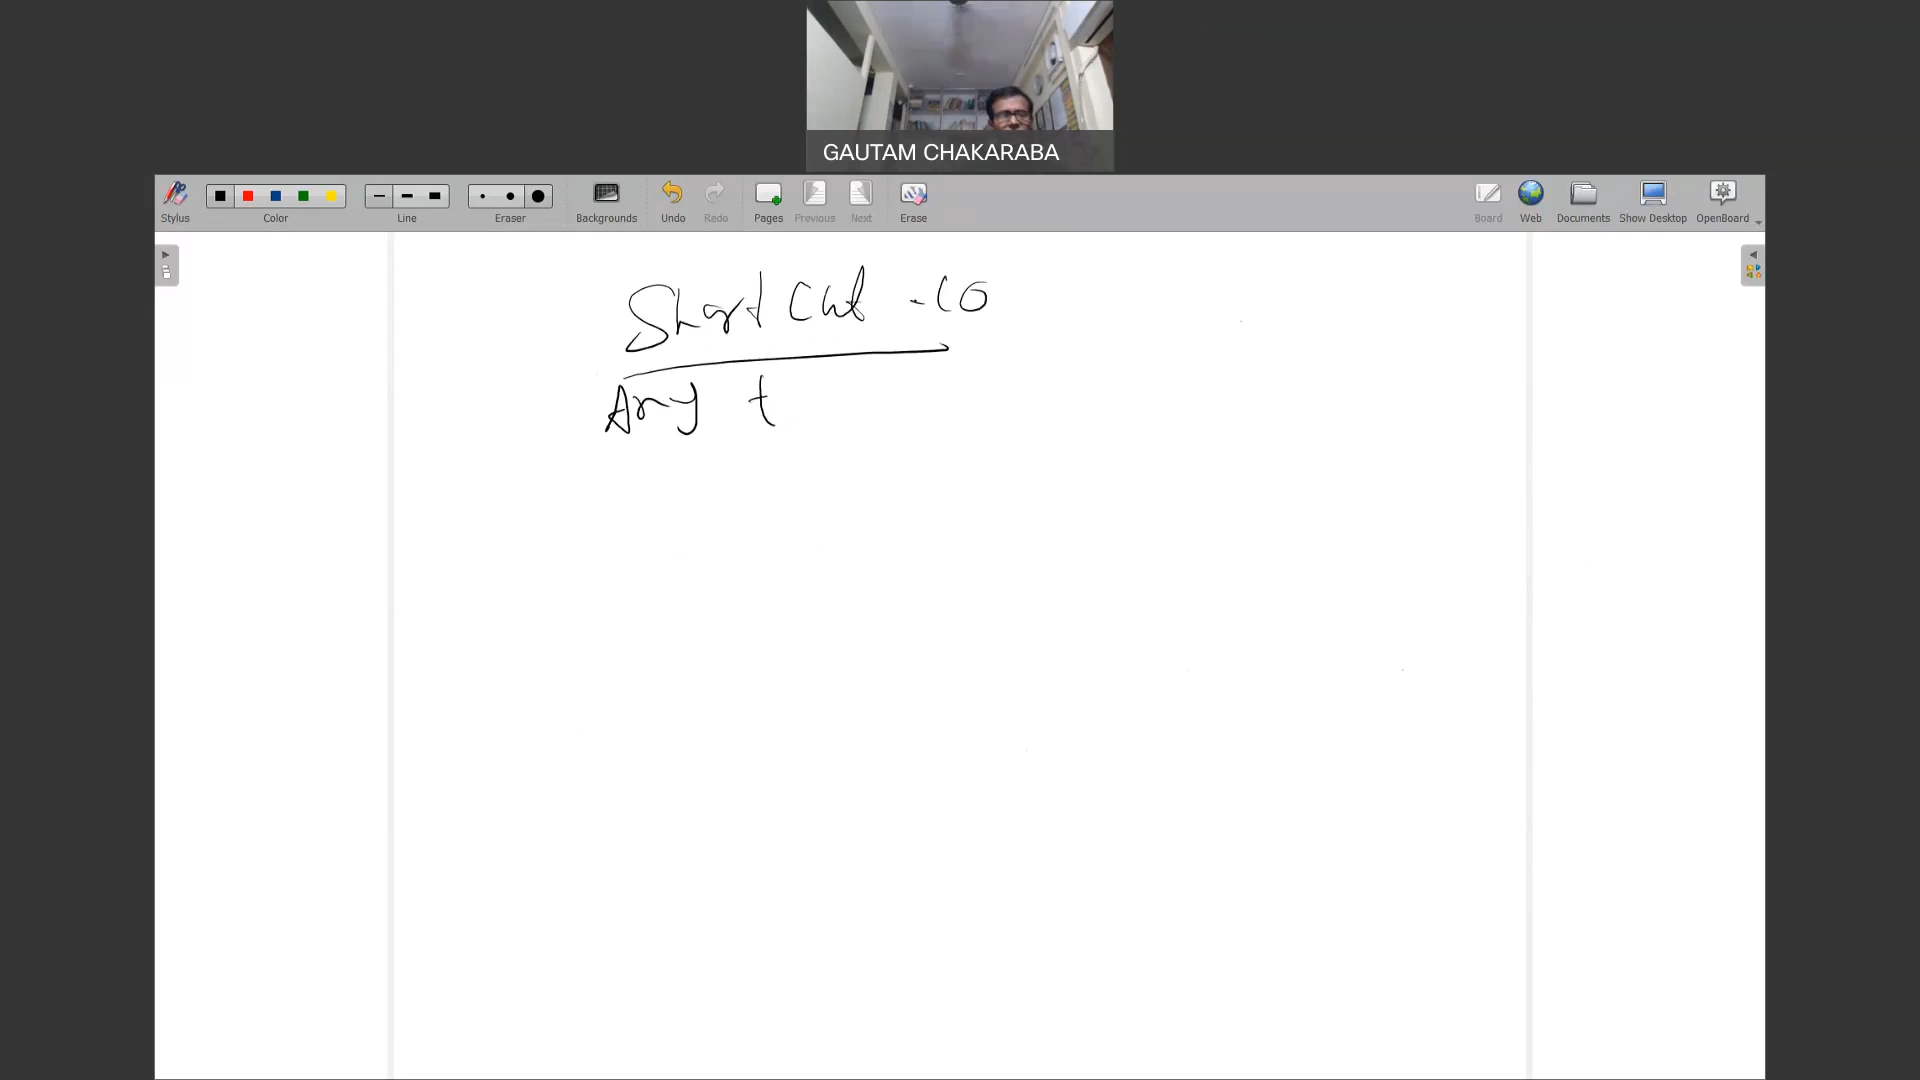 GAUTAM CHAKARABA
Stylus Color Line Eraser Backgrounds Undo Redo Pages Previous Next Erase Board Web Documents Show Desktop OpenBoard
Short Cut -10
Any t